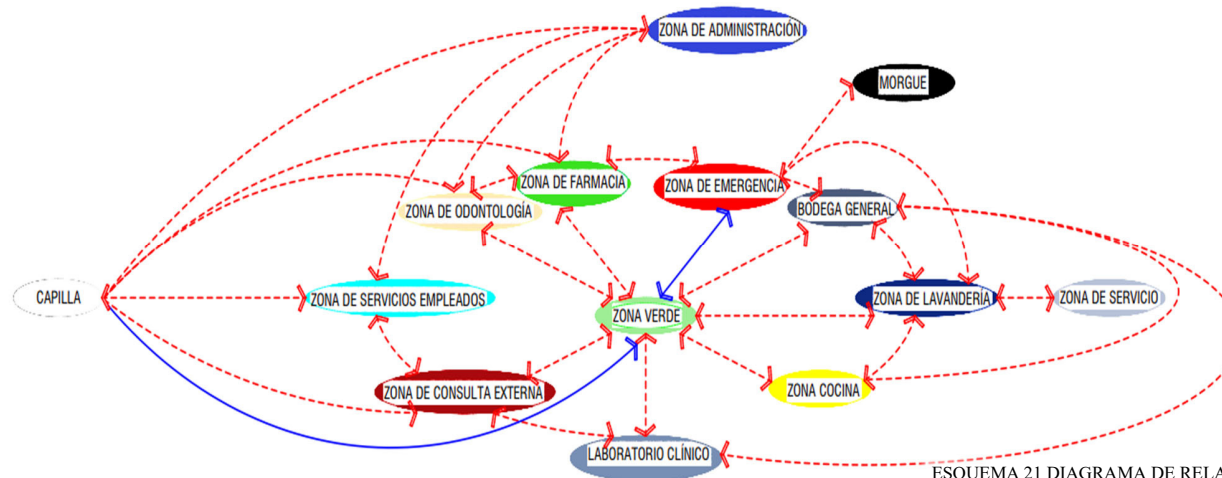 ZONA DE ADMINISTRACIÓN
MORGUE
ZONA DE FARMACIA
ZONA DE EMERGENCIA
ZONA DE ODONTOLOGÍA
BODEGA GENERAL
CAPILLA
ZONA DE SERVICIOS EMPLEADOS
ZONA DE LAVANDERÍA
ZONA DE SERVICIO
ZONA VERDE
ZONA DE CONSULTA EXTERNA
ZONA COCINA
LABORATORIO CLÍNICO
ESQUEMA 21 DIAGRAMA DE RELA